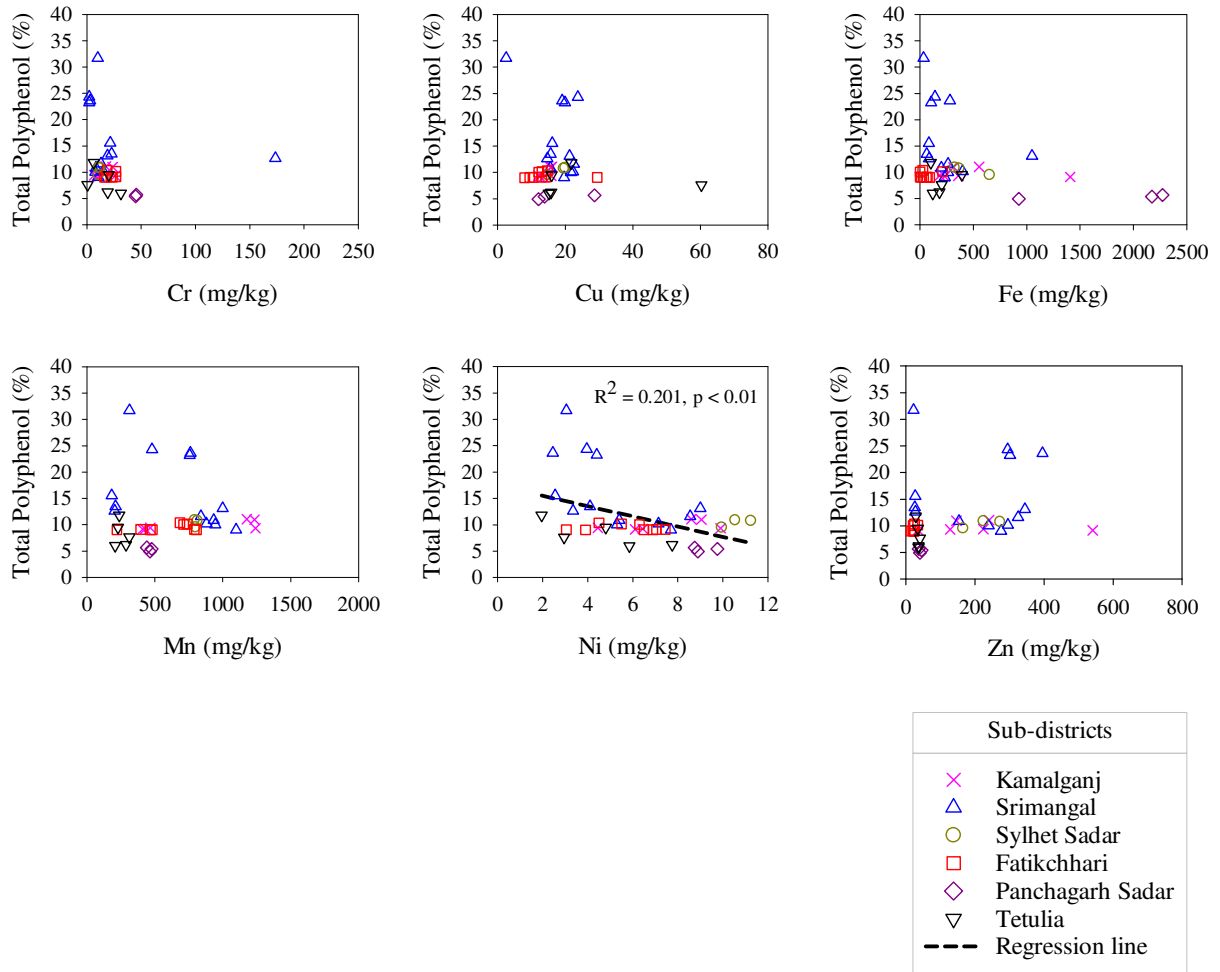 Total Polyphenol (%)
40
35
30
25
20
15
10
5
0
0 50 100 150 200 250
Cr (mg/kg)
Total Polyphenol (%)
40
35
30
25
20
15
10
5
0
0 20 40 60 80
Cu (mg/kg)
Total Polyphenol (%)
40
35
30
25
20
15
10
5
0
0 500 1000 1500 2000 2500
Fe (mg/kg)
Total Polyphenol (%)
40
35
30
25
20
15
10
5
0
0 500 1000 1500 2000
Mn (mg/kg)
Total Polyphenol (%)
40
35
30
25
20
15
10
5
0
R² = 0.201, p < 0.01
0 2 4 6 8 10 12
Ni (mg/kg)
Total Polyphenol (%)
40
35
30
25
20
15
10
5
0
0 200 400 600 800
Zn (mg/kg)
Sub-districts
Kamalganj
Srimangal
Sylhet Sadar
Fatikchhari
Panchagarh Sadar
Tetulia
Regression line